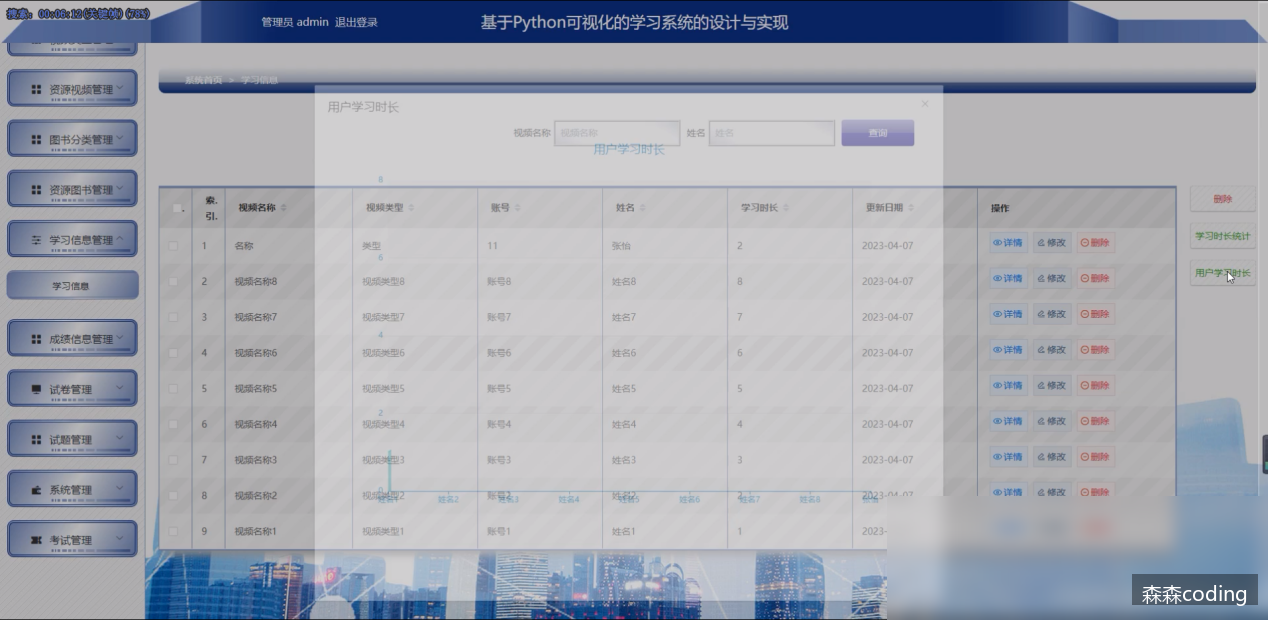 搜索: 00:06:12(关键帧) (78%)
管理员 admin 退出登录
基于Python可视化的学习系统的设计与实现
资源视频管理
图书分类管理
资源图书管理
学习信息管理
学习信息
成绩信息管理
试卷管理
试题管理
系统管理
考试管理
系统首页 > 学习信息
用户学习时长 ×
视频名称 视频名称 姓名 姓名 查询
用户学习时长
8
6
4
2
0
姓名1 姓名2 姓名3 姓名4 姓名5 姓名6 姓名7 姓名8 张怡
索引. 视频名称 视频类型 账号 姓名 学习时长 更新日期 操作
1 名称 类型 11 张怡 2 2023-04-07 详情 修改 删除
2 视频名称8 视频类型8 账号8 姓名8 8 2023-04-07 详情 修改 删除
3 视频名称7 视频类型7 账号7 姓名7 7 2023-04-07 详情 修改 删除
4 视频名称6 视频类型6 账号6 姓名6 6 2023-04-07 详情 修改 删除
5 视频名称5 视频类型5 账号5 姓名5 5 2023-04-07 详情 修改 删除
6 视频名称4 视频类型4 账号4 姓名4 4 2023-04-07 详情 修改 删除
7 视频名称3 视频类型3 账号3 姓名3 3 2023-04-07 详情 修改 删除
8 视频名称2 视频类型2 账号2 姓名2 2 2023-04-07 详情 修改 删除
9 视频名称1 视频类型1 账号1 姓名1 1 2023-
删除
学习时长统计
用户学习时长
森森coding